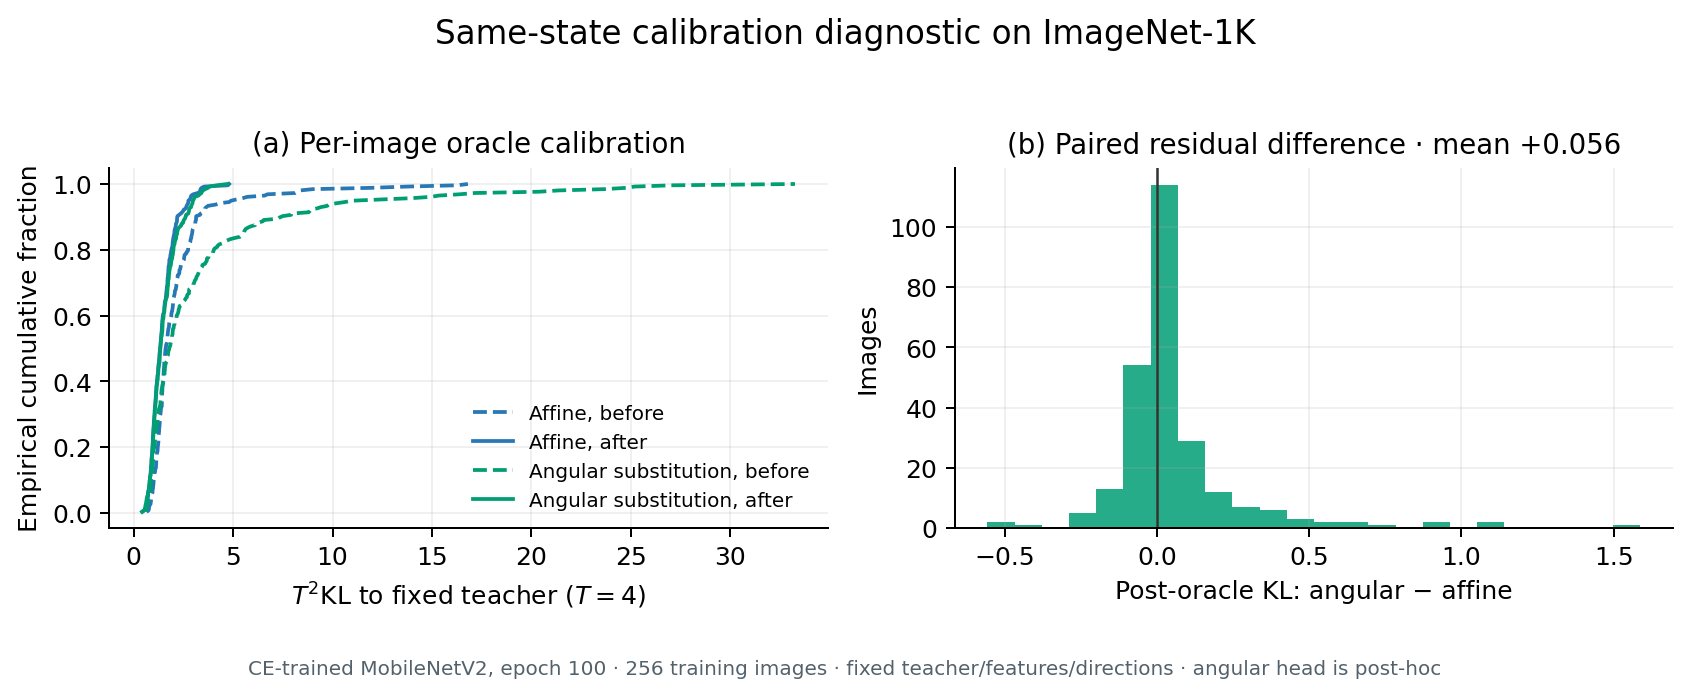 Same-state calibration diagnostic on ImageNet-1K
(a) Per-image oracle calibration
Empirical cumulative fraction
1.0
0.8
0.6
0.4
0.2
0.0
Affine, before
Affine, after
Angular substitution, before
Angular substitution, after
0 5 10 15 20 25 30
T²KL to fixed teacher (T = 4)
(b) Paired residual difference · mean +0.056
Images
100
80
60
40
20
0
−0.5 0.0 0.5 1.0 1.5
Post-oracle KL: angular − affine
CE-trained MobileNetV2, epoch 100 · 256 training images · fixed teacher/features/directions · angular head is post-hoc